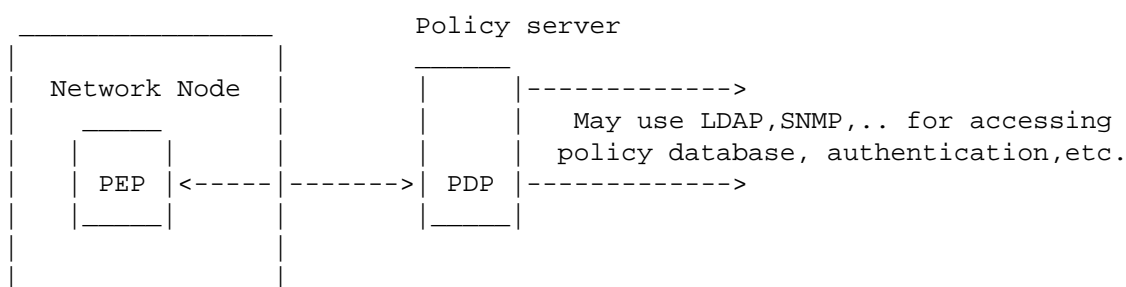 Policy server
Network Node
May use LDAP,SNMP,.. for accessing
policy database, authentication,etc.
PEP
PDP